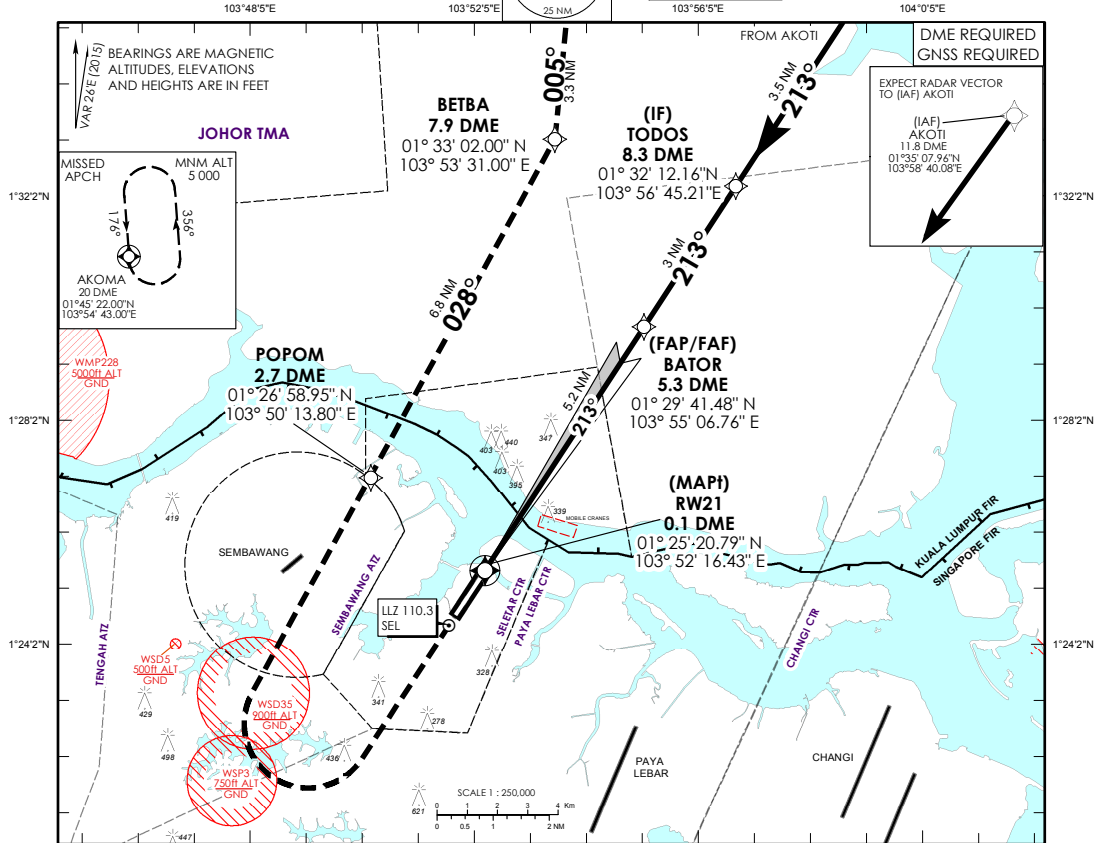 103°48'5"E
103°52'5"E
25 NM
103°56'5"E
104°0'5"E
VAR 26'E (2015)
BEARINGS ARE MAGNETIC
ALTITUDES, ELEVATIONS
AND HEIGHTS ARE IN FEET
005°
3.3 NM
FROM AKOTI
3.5 NM
213°
DME REQUIRED
GNSS REQUIRED
EXPECT RADAR VECTOR
TO (IAF) AKOTI
(IAF)
AKOTI
11.8 DME
01°35' 07.96"N
103°58' 40.08"E
JOHOR TMA
BETBA
7.9 DME
01° 33' 02.00" N
103° 53' 31.00" E
(IF)
TODOS
8.3 DME
01° 32' 12.16"N
103° 56' 45.21"E
MISSED
APCH
MNM ALT
5 000
176°
356°
AKOMA
20 DME
01°45' 22.00"N
103°54' 43.00"E
1°32'2"N
1°32'2"N
3 NM
213°
6.8 NM
028°
WMP228
5000ft ALT
GND
POPOM
2.7 DME
01° 26' 58.95" N
103° 50' 13.80" E
(FAP/FAF)
BATOR
5.3 DME
01° 29' 41.48" N
103° 55' 06.76" E
5.2 NM
213°
1°28'2"N
1°28'2"N
403
440
347
403
395
339
MOBILE CRANES
419
(MAPt)
RW21
0.1 DME
01° 25' 20.79" N
103° 52' 16.43" E
KUALA LUMPUR FIR
SINGAPORE FIR
SEMBAWANG
SEMBAWANG ATZ
LLZ 110.3
SEL
SELETAR CTR
PAYA LEBAR CTR
CHANGI CTR
TENGAH ATZ
1°24'2"N
1°24'2"N
WSD5
500ft ALT
GND
328
341
278
429
WSD35
900ft ALT
GND
498
436
WSP3
750ft ALT
GND
621
447
PAYA
LEBAR
CHANGI
SCALE 1 : 250,000
0 1 2 3 4 Km
0 0.5 1 2 NM